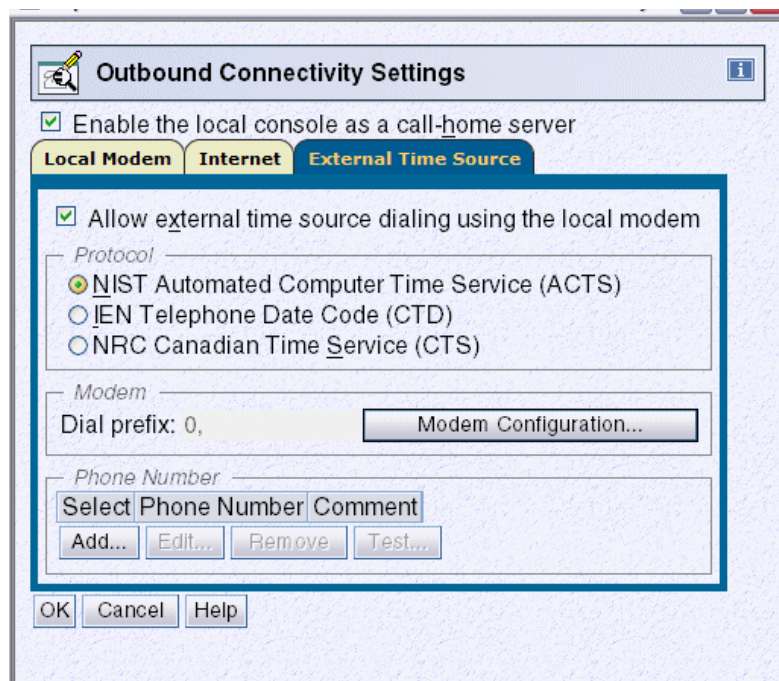 Outbound Connectivity Settings
i
Enable the local console as a call-home server
Local Modem Internet External Time Source
Allow external time source dialing using the local modem
Protocol
NIST Automated Computer Time Service (ACTS)
IEN Telephone Date Code (CTD)
NRC Canadian Time Service (CTS)
Modem
Dial prefix: 0, Modem Configuration...
Phone Number
Select Phone Number Comment
Add... Edit... Remove Test...
OK Cancel Help